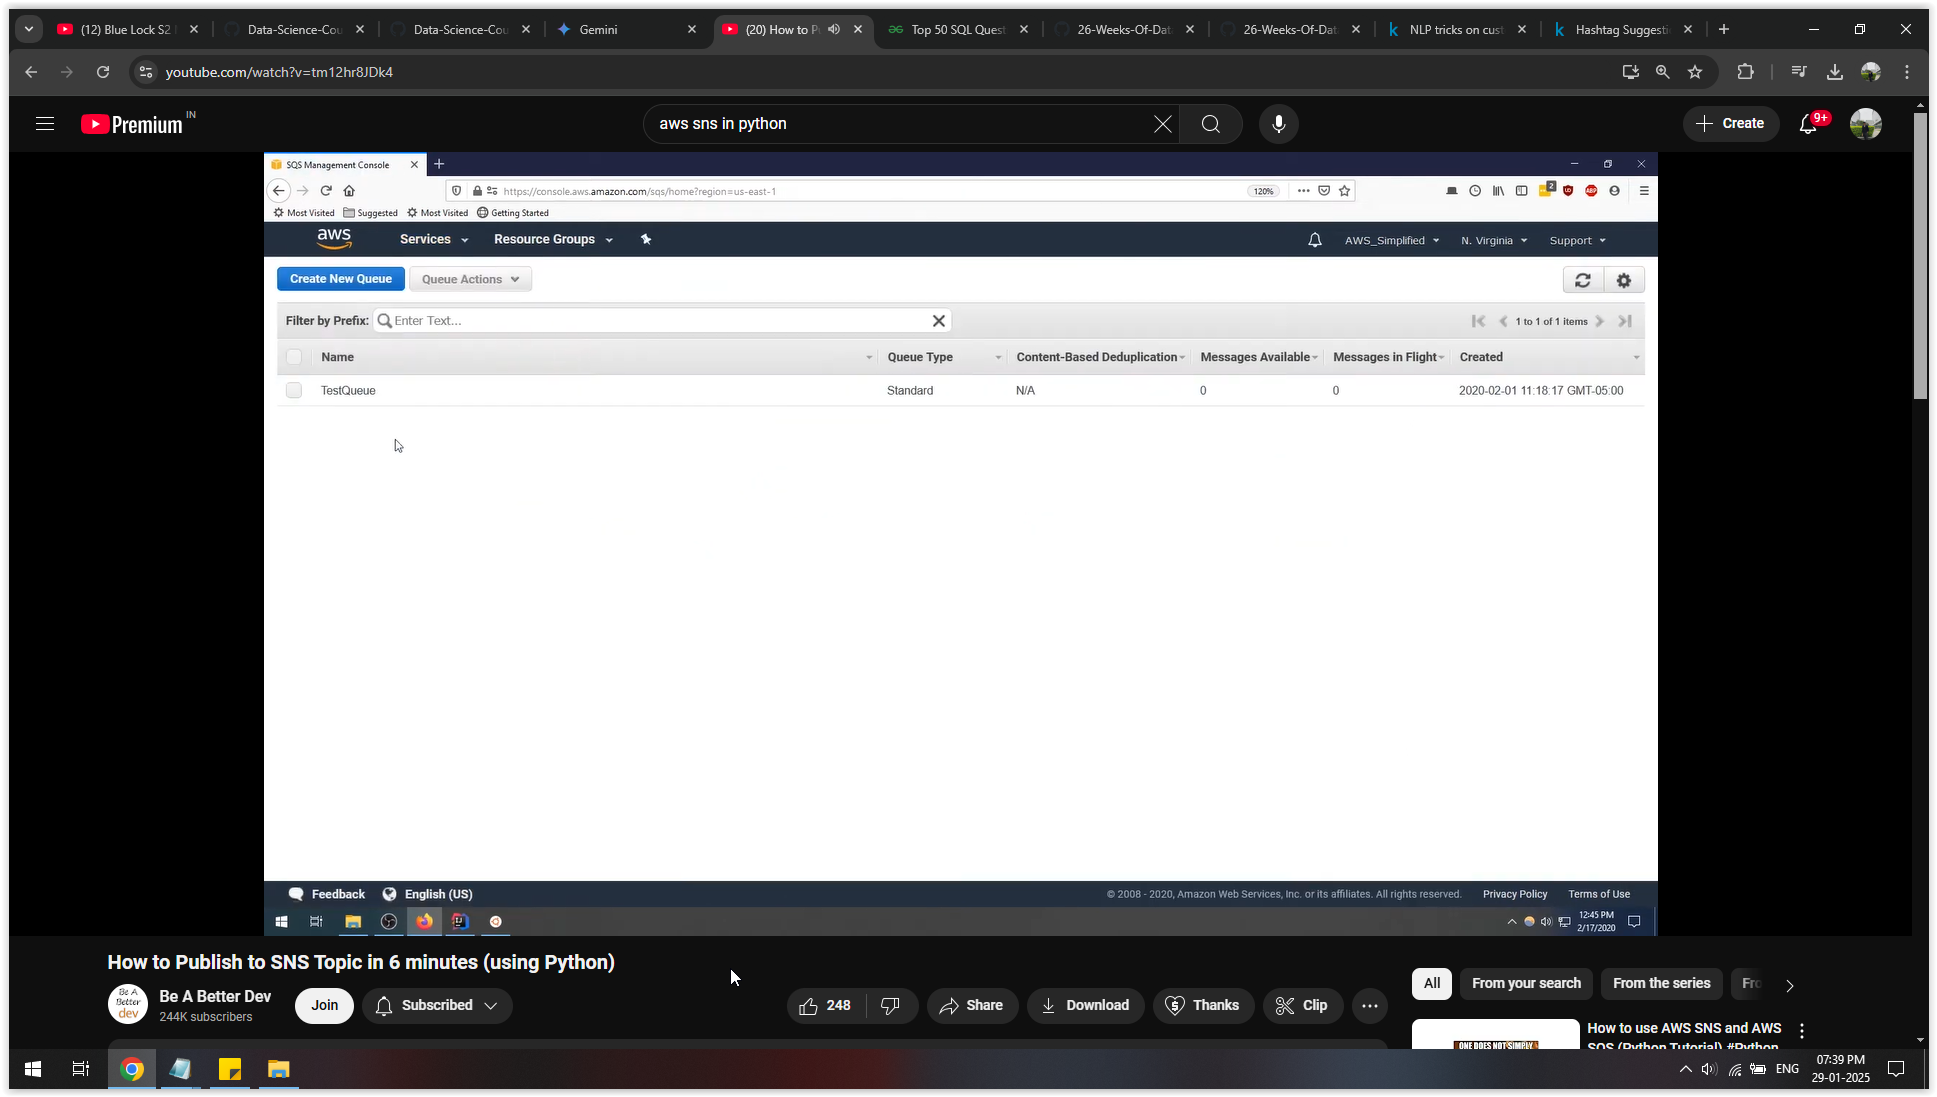 (12) Blue Lock S2
Data-Science-Cou
Data-Science-Cou
Gemini
(20) How to P
Top 50 SQL Quest
26-Weeks-Of-Dat
26-Weeks-Of-Dat
NLP tricks on cust
Hashtag Suggesti
youtube.com/watch?v=tm12hr8JDk4
Premium IN
aws sns in python
Create
9+
SQS Management Console
https://console.aws.amazon.com/sqs/home?region=us-east-1
120%
2
Most Visited
Suggested
Most Visited
Getting Started
aws
Services
Resource Groups
AWS_Simplified
N. Virginia
Support
Create New Queue
Queue Actions
Filter by Prefix:
Enter Text...
1 to 1 of 1 items
Name
Queue Type
Content-Based Deduplication
Messages Available
Messages in Flight
Created
TestQueue
Standard
N/A
0
0
2020-02-01 11:18:17 GMT-05:00
Feedback
English (US)
© 2008 - 2020, Amazon Web Services, Inc. or its affiliates. All rights reserved.
Privacy Policy
Terms of Use
12:45 PM
2/17/2020
How to Publish to SNS Topic in 6 minutes (using Python)
Be A
Better
dev
Be A Better Dev
244K subscribers
Join
Subscribed
248
Share
Download
Thanks
Clip
All
From your search
From the series
Fro
ONE DOES NOT SIMPLY
How to use AWS SNS and AWS
SQS (Python Tutorial) #Python
ENG
07:39 PM
29-01-2025